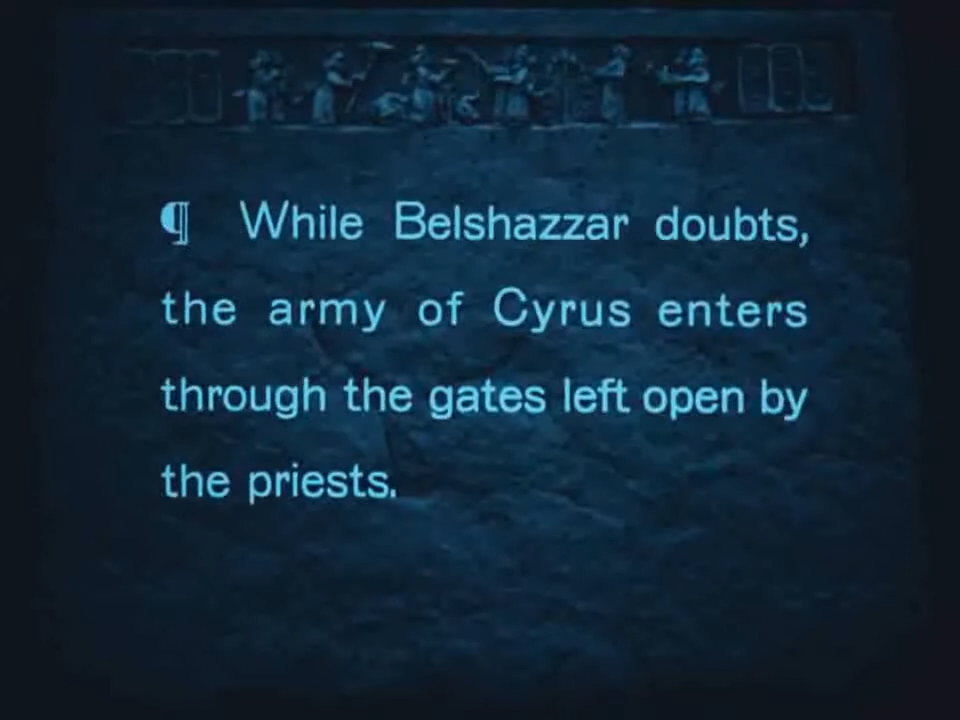 ¶ While Belshazzar doubts,
the army of Cyrus enters
through the gates left open by
the priests.